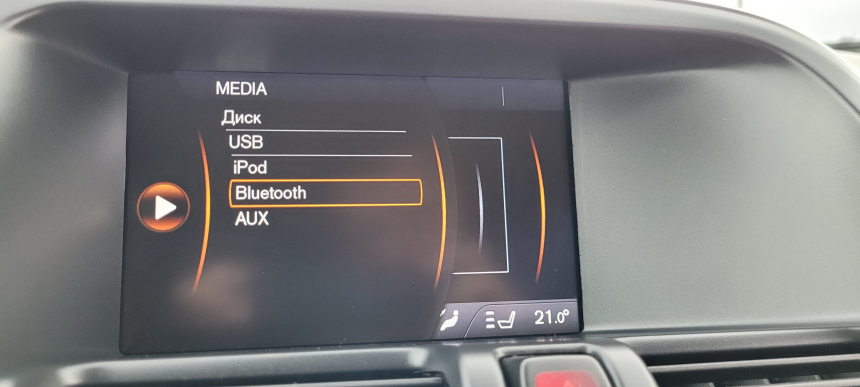 MEDIA
Диск
USB
iPod
Bluetooth
AUX
21.0°